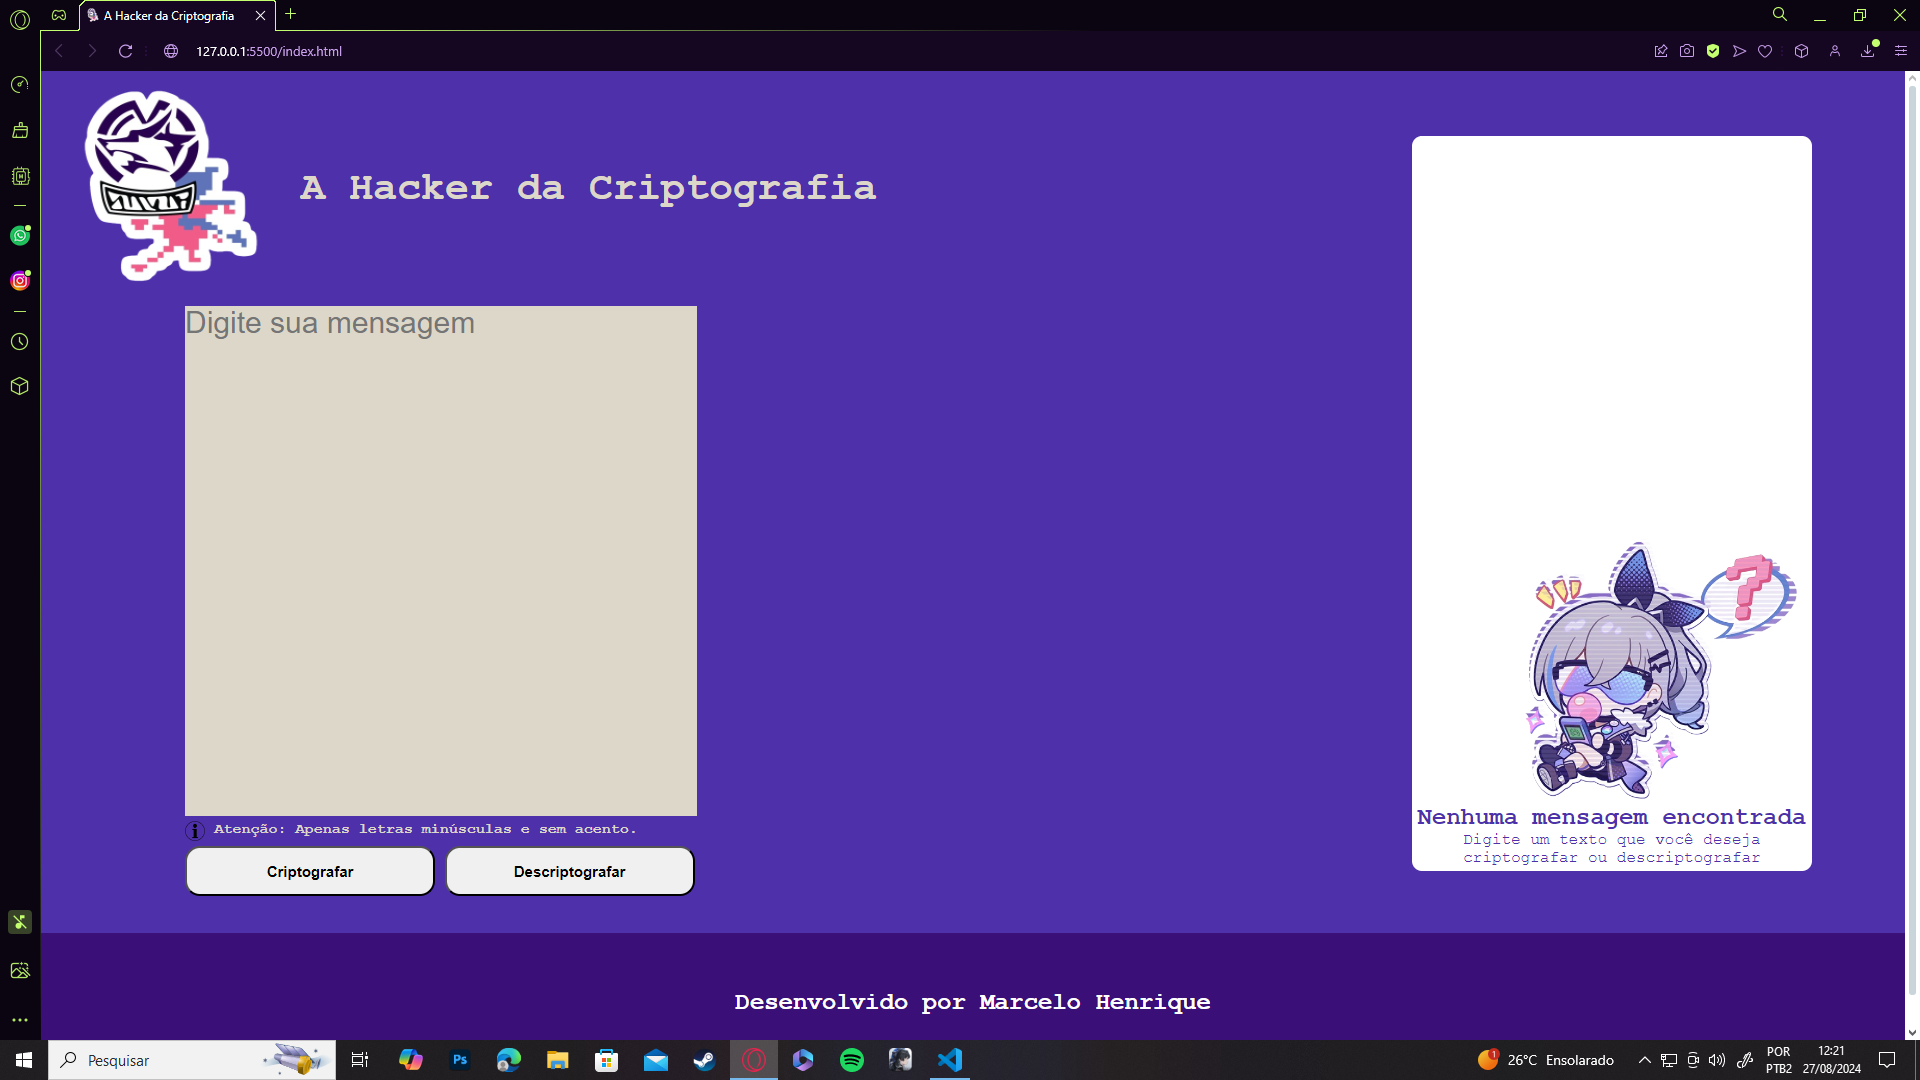 A Hacker da Criptografia
127.0.0.1:5500/index.html
A Hacker da Criptografia
Digite sua mensagem
Atenção: Apenas letras minúsculas e sem acento.
Criptografar
Descriptografar
?
Nenhuma mensagem encontrada
Digite um texto que você deseja
criptografar ou descriptografar
Desenvolvido por Marcelo Henrique
Pesquisar
Ps
1
26°C Ensolarado
POR
PTB2
12:21
27/08/2024